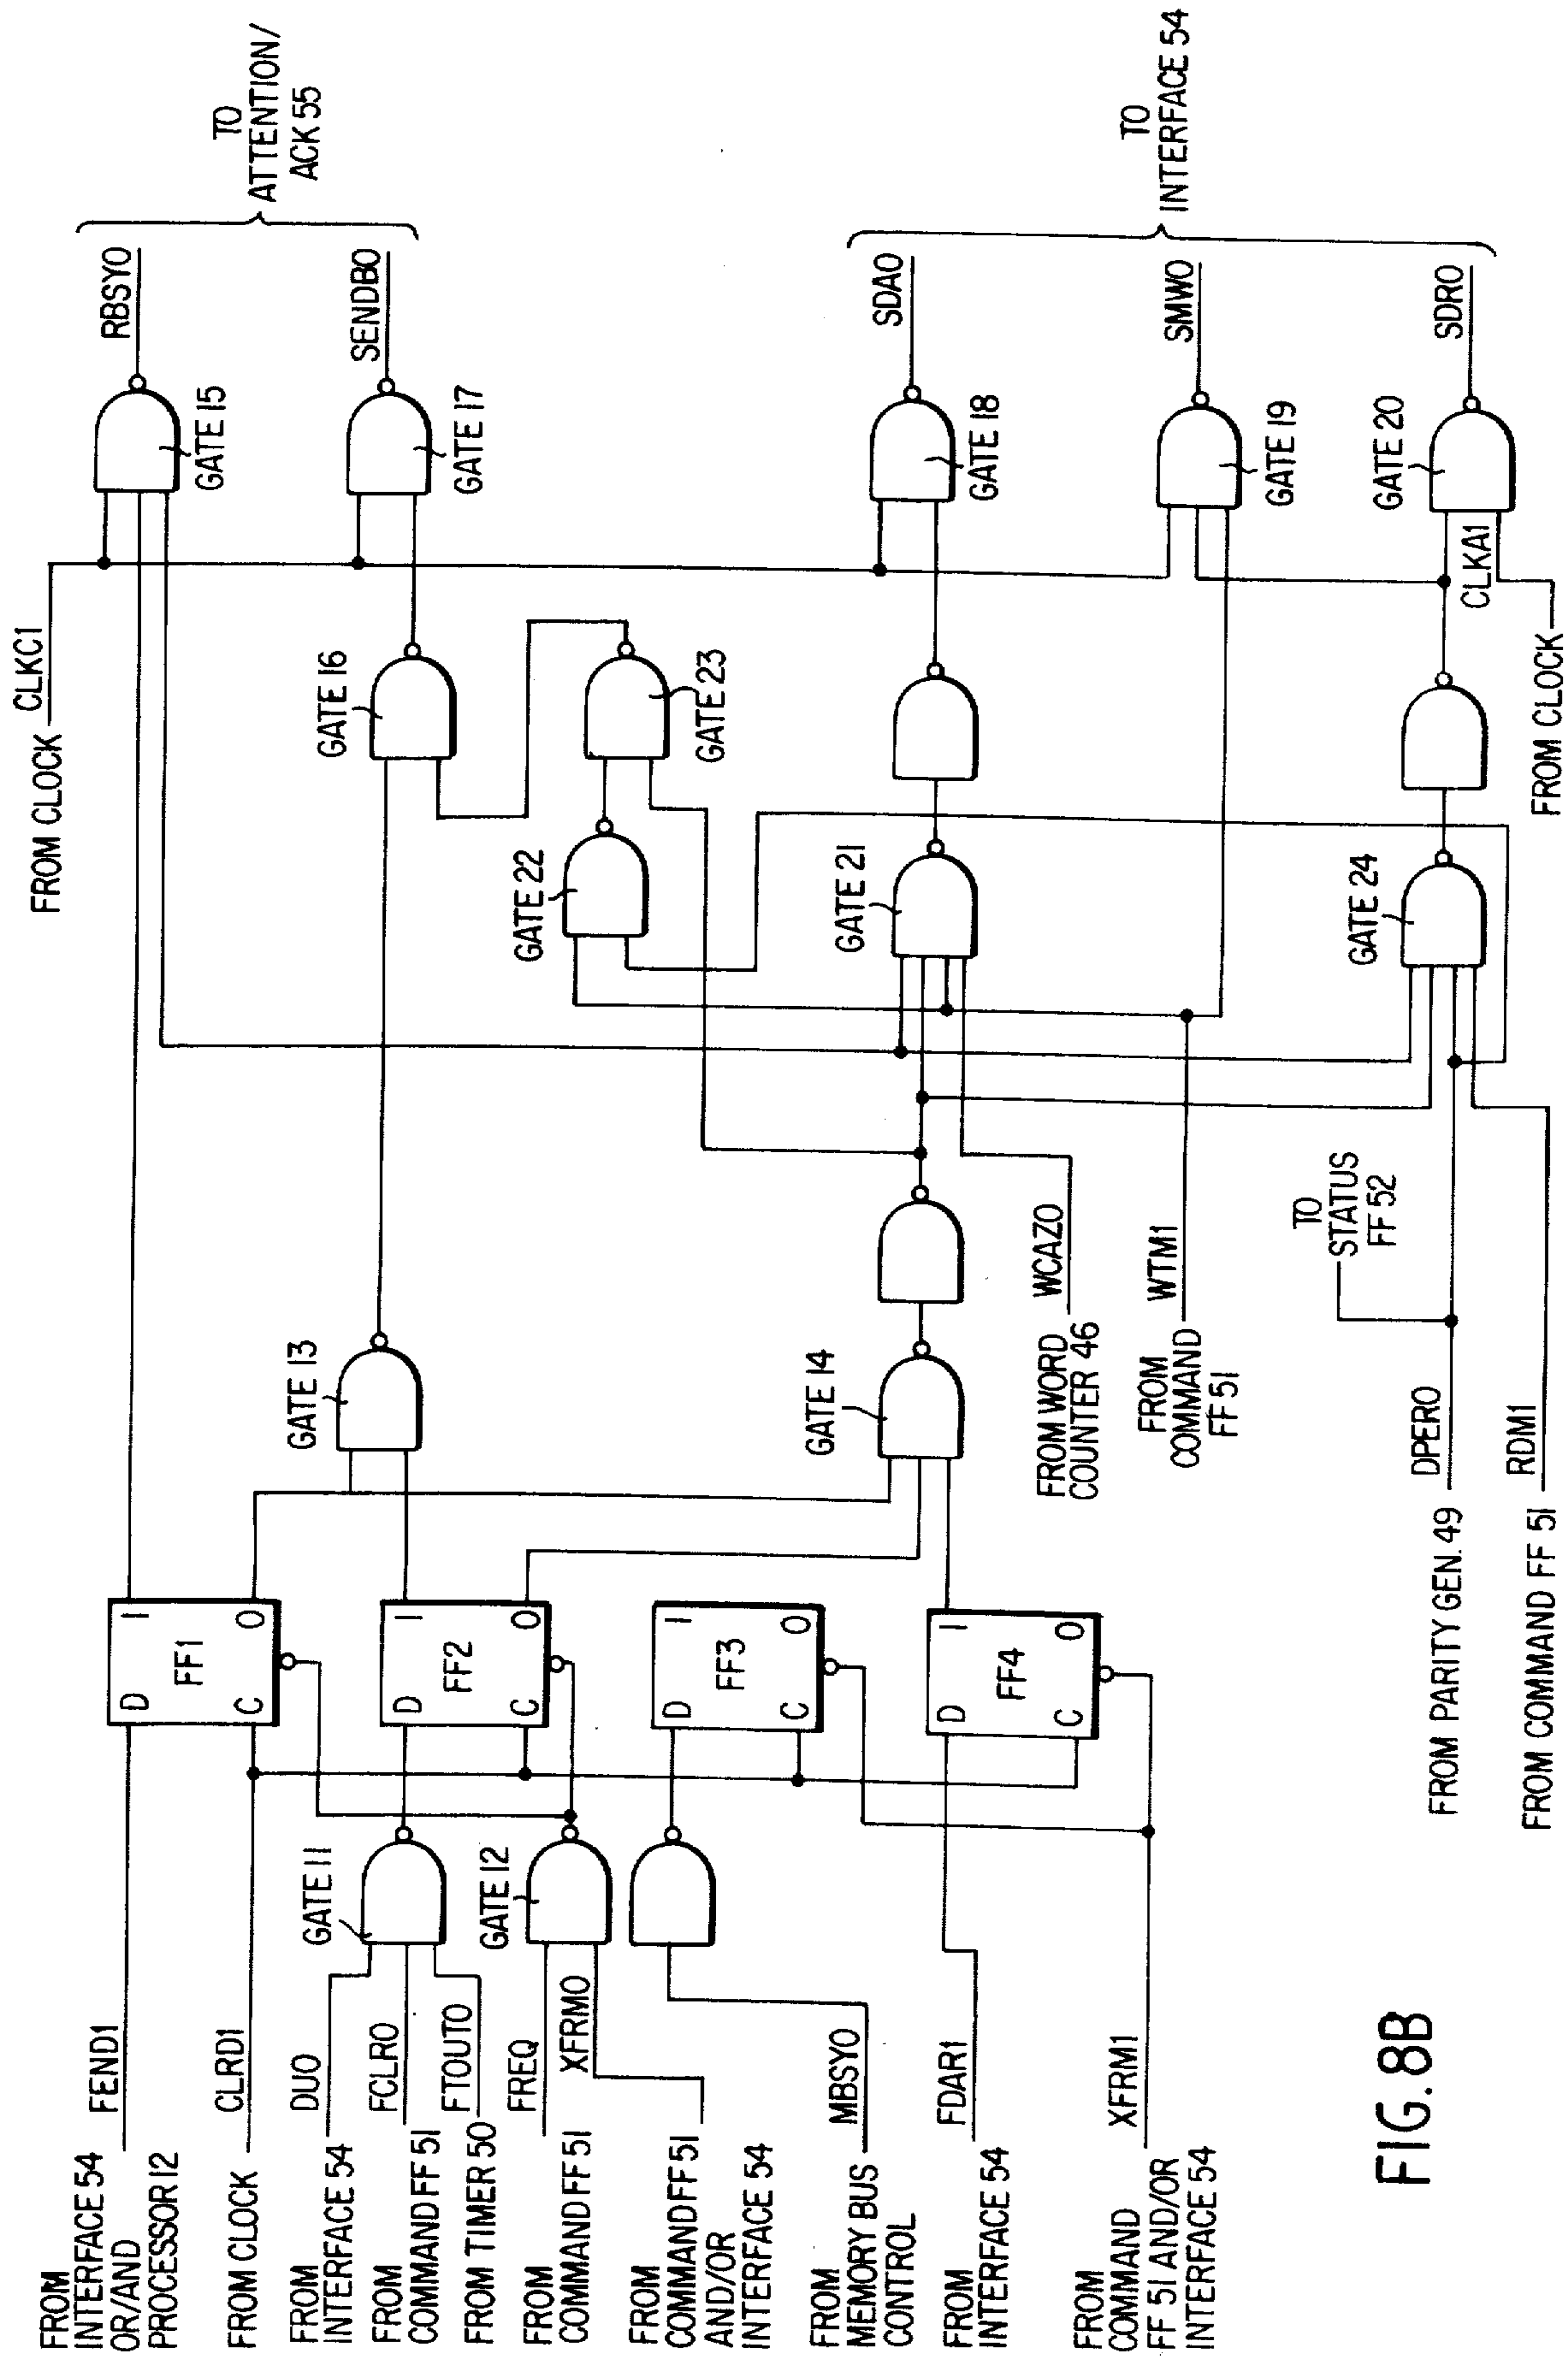 FROM
INTERFACE 54
OR/AND
PROCESSOR 12
FEND1
FROM CLOCK
CLRD1
FROM
INTERFACE 54
DUO
FROM
COMMAND FF 51
FCLRO
FROM TIMER 50
FTOUTO
FROM
COMMAND FF 51
FREQ
XFRMO
FROM
COMMAND FF 51
AND/OR
INTERFACE 54
FROM
MEMORY BUS
CONTROL
MBSYO
FROM
INTERFACE 54
FDAR1
FROM
COMMAND
FF 51 AND/OR
INTERFACE 54
XFRM1
GATE 11
GATE 12
D
I
FF1
C
O
D
I
FF2
C
O
D
I
FF3
O
D
I
FF4
C
O
GATE 13
GATE 14
FROM WORD
COUNTER 46
WCAZO
FROM
COMMAND
FF 51
WTM1
TO
STATUS
FF 52
FROM PARITY GEN. 49
DPERO
FROM COMMAND FF 51
RDM1
FROM CLOCK
CLKC1
GATE 16
GATE 22
GATE 23
GATE 21
GATE 24
FROM CLOCK
CLKA1
GATE 15
GATE 17
GATE 18
GATE 19
GATE 20
RBSYO
SENDBO
SDAO
SMWO
SDRO
TO
ATTENTION/
ACK 55
TO
INTERFACE 54
FIG. 8B